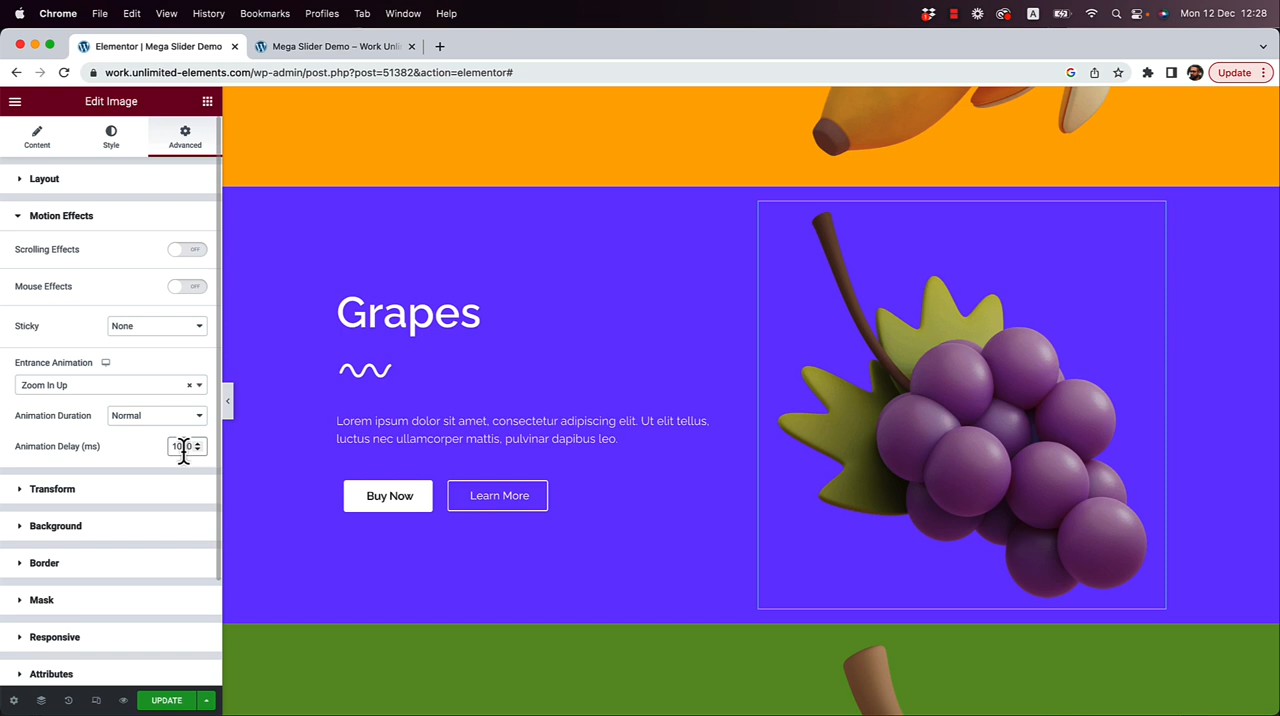 Chrome File Edit View History Bookmarks Profiles Tab Window Help A Mon 12 Dec 12:28
Elementor | Mega Slider Demo Mega Slider Demo – Work Unli
work.unlimited-elements.com/wp-admin/post.php?post=51382&action=elementor# Update
Edit Image
Content Style Advanced
Layout
Motion Effects
Scrolling Effects OFF
Mouse Effects OFF
Sticky None
Entrance Animation
Zoom In Up
Animation Duration Normal
Animation Delay (ms)
Transform
Background
Border
Mask
Responsive
Attributes
UPDATE
Grapes
Lorem ipsum dolor sit amet, consectetur adipiscing elit. Ut elit tellus,
luctus nec ullamcorper mattis, pulvinar dapibus leo.
Buy Now Learn More